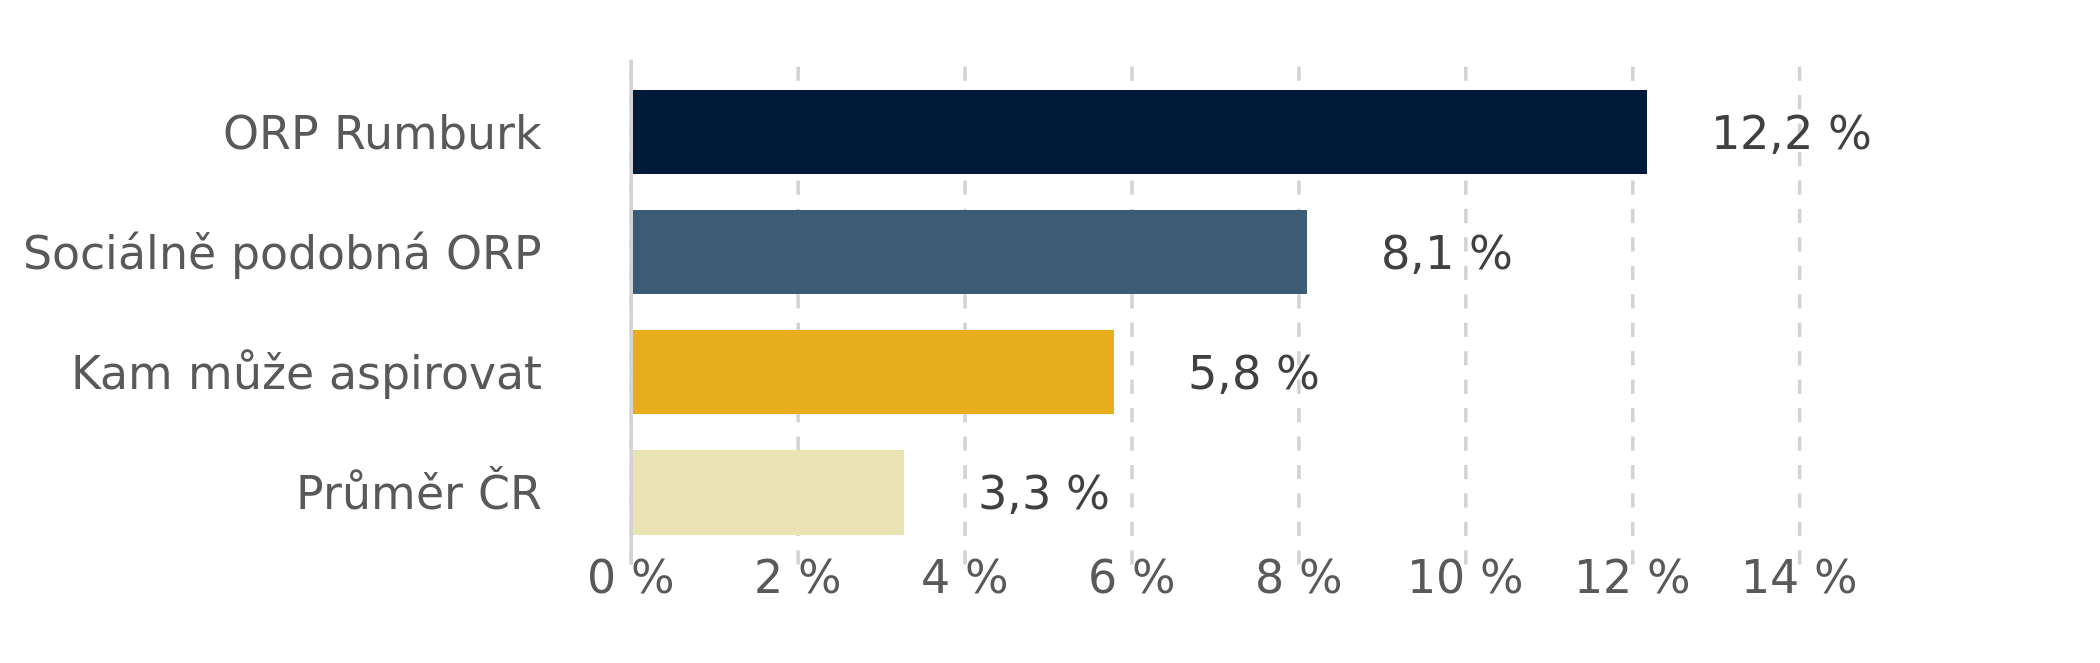 ORP Rumburk 12,2 %
Sociálně podobná ORP 8,1 %
Kam může aspirovat 5,8 %
Průměr ČR 3,3 %
0 % 2 % 4 % 6 % 8 % 10 % 12 % 14 %